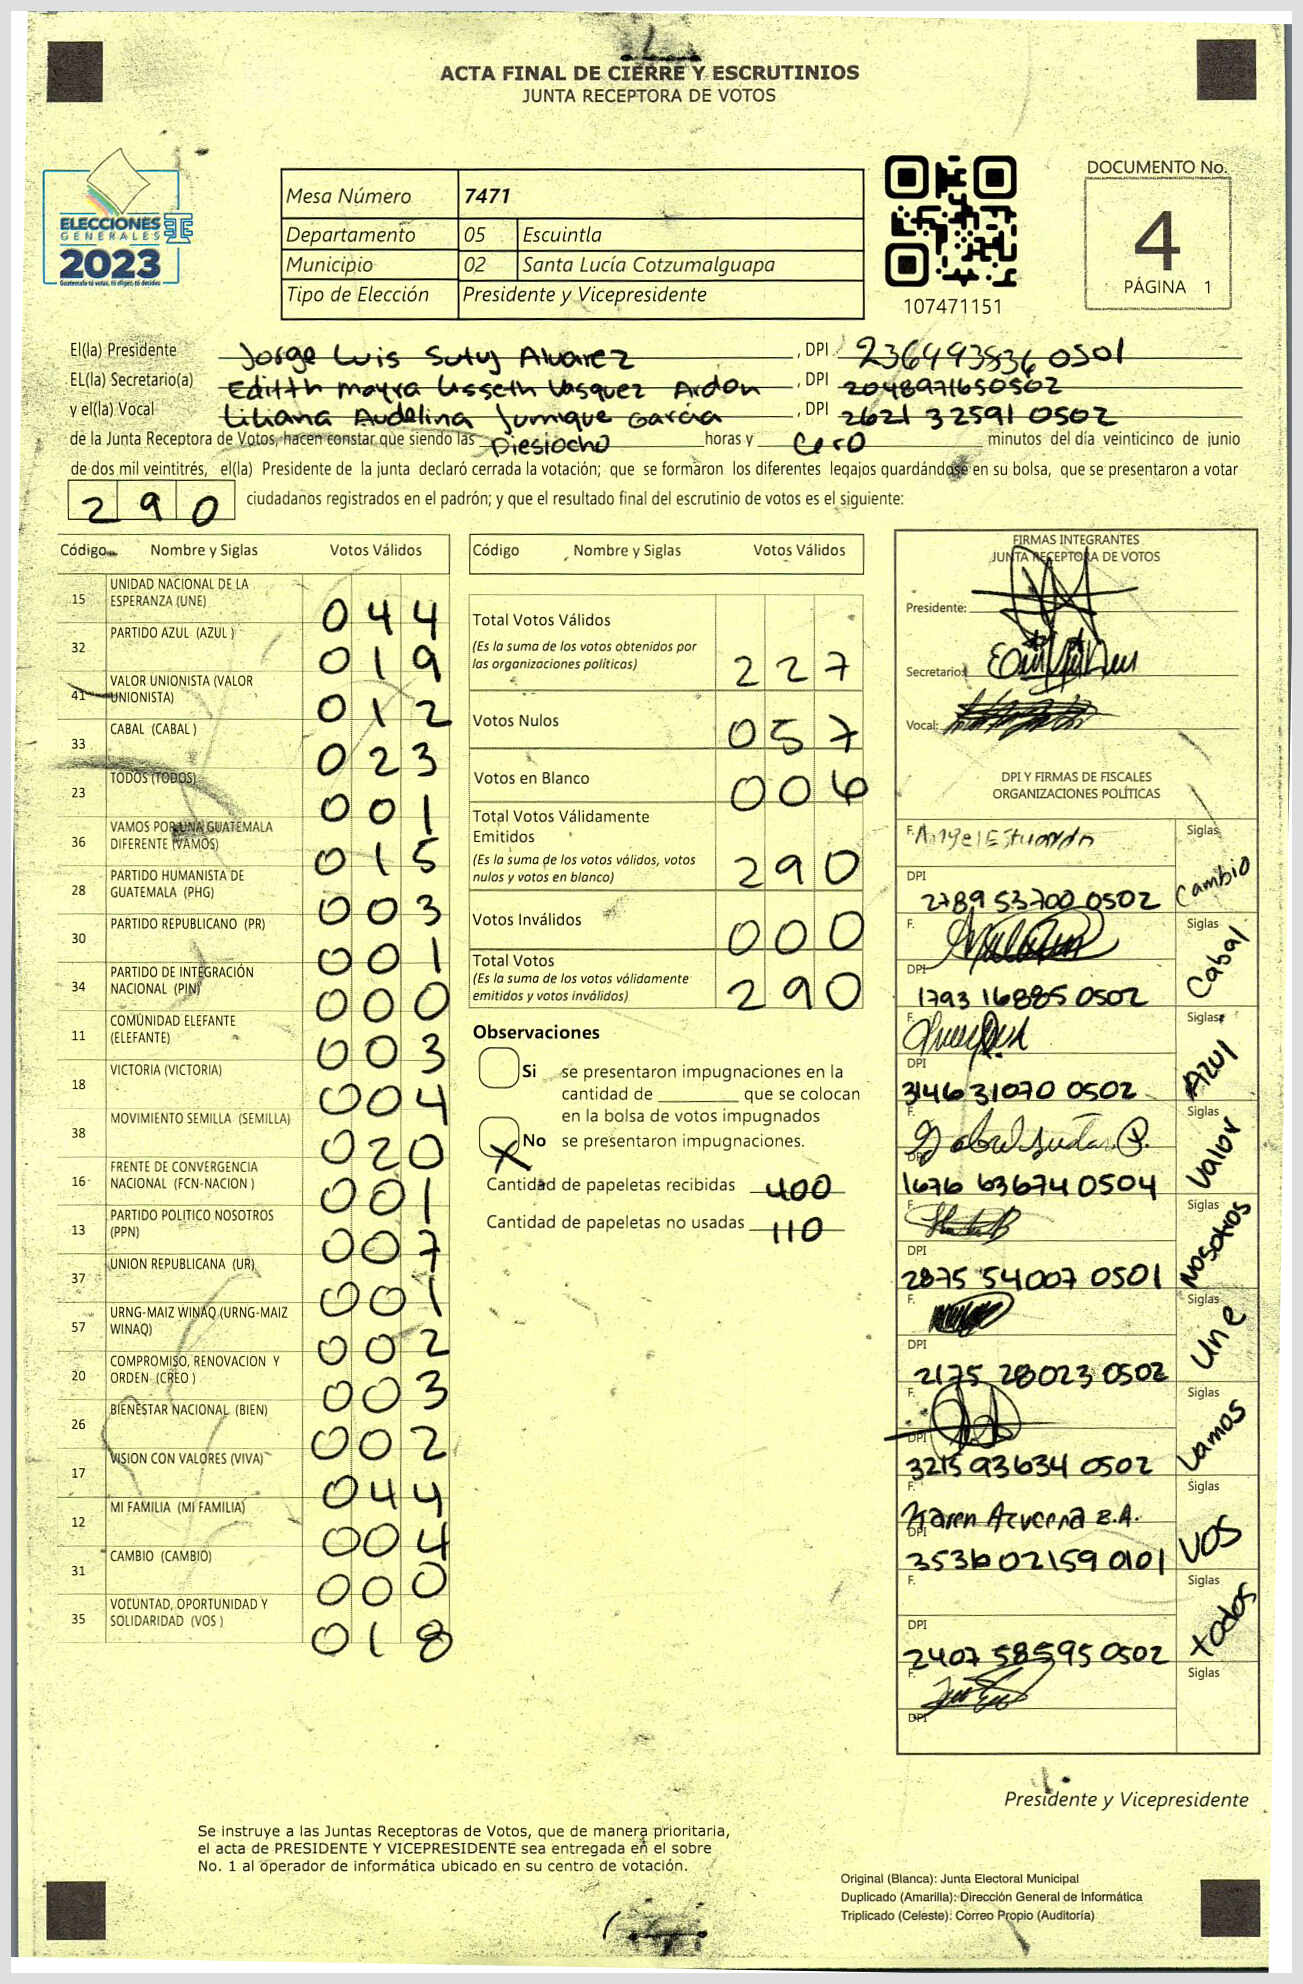 ACTA FINAL DE CIERRE Y ESCRUTINIOS
JUNTA RECEPTORA DE VOTOS
ELECCIONES
GENERALES
2023
Guatemala tú votas, tú eliges, tú decides
Mesa Número 7471
Departamento 05 Escuintla
Municipio 02 Santa Lucía Cotzumalguapa
Tipo de Elección Presidente y Vicepresidente
107471151
DOCUMENTO No.
4
PÁGINA 1
El(la) Presidente Jorge Luis Suty Alvarez, DPI 236493836 0501
EL(la) Secretario(a) Edittth mayra Lisseth Vasquez Ardon, DPI 2048971650502
y el(la) Vocal Liliana Audelina Jumique Garcia, DPI 2621 32591 0502
de la Junta Receptora de Votos, hacen constar que siendo las Diesiocho horas y cero minutos del día veinticinco de junio
de dos mil veintitrés, el(la) Presidente de la junta declaró cerrada la votación; que se formaron los diferentes legajos quardándose en su bolsa, que se presentaron a votar
290 ciudadanos registrados en el padrón; y que el resultado final del escrutinio de votos es el siguiente:
Código Nombre y Siglas Votos Válidos
15 UNIDAD NACIONAL DE LA ESPERANZA (UNE) 044
32 PARTIDO AZUL (AZUL ) 019
41 VALOR UNIONISTA (VALOR UNIONISTA) 012
33 CABAL (CABAL ) 023
23 TODOS (TODOS) 001
36 VAMOS POR UNA GUATEMALA DIFERENTE (VAMOS) 015
28 PARTIDO HUMANISTA DE GUATEMALA (PHG) 003
30 PARTIDO REPUBLICANO (PR) 001
34 PARTIDO DE INTEGRACIÓN NACIONAL (PIN) 000
11 COMUNIDAD ELEFANTE (ELEFANTE) 003
18 VICTORIA (VICTORIA) 004
38 MOVIMIENTO SEMILLA (SEMILLA) 020
16 FRENTE DE CONVERGENCIA NACIONAL (FCN-NACION ) 001
13 PARTIDO POLITICO NOSOTROS (PPN) 007
37 UNION REPUBLICANA (UR) 001
57 URNG-MAIZ WINAQ (URNG-MAIZ WINAQ) 002
20 COMPROMISO, RENOVACION Y ORDEN (CREO ) 003
26 BIENESTAR NACIONAL (BIEN) 002
17 VISION CON VALORES (VIVA) 044
12 MI FAMILIA (MI FAMILIA) 004
31 CAMBIO (CAMBIO) 000
35 VOLUNTAD, OPORTUNIDAD Y SOLIDARIDAD (VOS ) 018
Código Nombre y Siglas Votos Válidos
Total Votos Válidos
(Es la suma de los votos obtenidos por
las organizaciones políticas) 227
Votos Nulos 057
Votos en Blanco 006
Total Votos Válidamente
Emitidos
(Es la suma de los votos válidos, votos
nulos y votos en blanco) 290
Votos Inválidos 000
Total Votos
(Es la suma de los votos válidamente
emitidos y votos inválidos) 290
Observaciones
Si se presentaron impugnaciones en la
cantidad de ________ que se colocan
en la bolsa de votos impugnados
X No se presentaron impugnaciones.
Cantidad de papeletas recibidas 400
Cantidad de papeletas no usadas 110
FIRMAS INTEGRANTES
JUNTA RECEPTORA DE VOTOS
Presidente:
Secretario:
Vocal:
DPI Y FIRMAS DE FISCALES
ORGANIZACIONES POLÍTICAS
F. Angel Estuardo Siglas
DPI 2789 53700 0502 Cambio
F. Siglas
DPI 1793 16885 0502 Cabal
F. Siglas
DPI 3146 31070 0502 Azul
F. Siglas
DPI 1676 63674 0504 Valor
F. Siglas
DPI 2875 54007 0501 Nosotros
F. Siglas
DPI 2175 28023 0502 Une
F. Siglas
DPI 3215 93634 0502 Vamos
F. Karen Azucena B.A. Siglas
DPI 3536 02159 0101 VOS
F. Siglas
DPI 2407 58595 0502 todos
F. Siglas
DPI
Presidente y Vicepresidente
Se instruye a las Juntas Receptoras de Votos, que de manera prioritaria,
el acta de PRESIDENTE Y VICEPRESIDENTE sea entregada en el sobre
No. 1 al operador de informática ubicado en su centro de votación.
Original (Blanca): Junta Electoral Municipal
Duplicado (Amarilla): Dirección General de Informática
Triplicado (Celeste): Correo Propio (Auditoría)